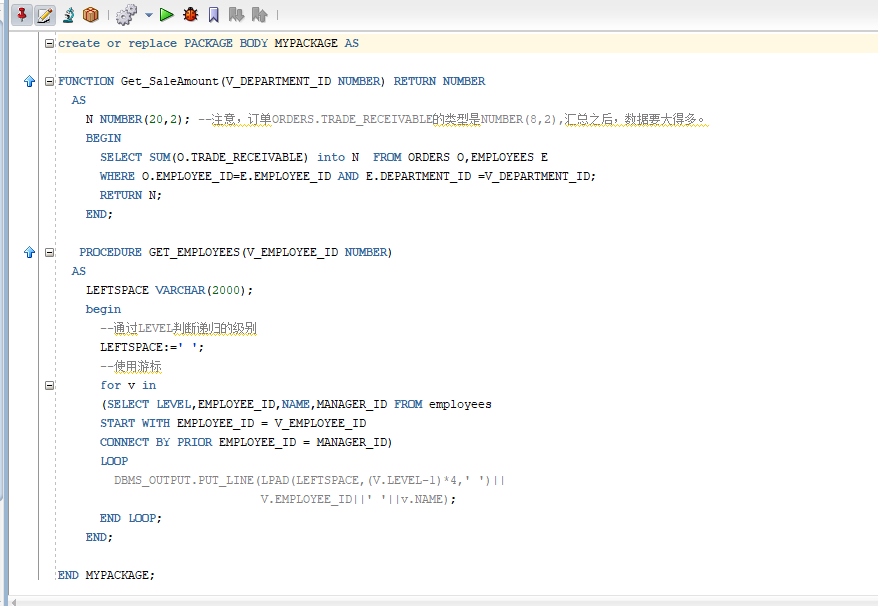 create or replace PACKAGE BODY MYPACKAGE AS
FUNCTION Get_SaleAmount(V_DEPARTMENT_ID NUMBER) RETURN NUMBER
AS
N NUMBER(20,2); --注意，订单ORDERS.TRADE_RECEIVABLE的类型是NUMBER(8,2),汇总之后，数据要大得多。
BEGIN
SELECT SUM(O.TRADE_RECEIVABLE) into N  FROM ORDERS O,EMPLOYEES E
WHERE O.EMPLOYEE_ID=E.EMPLOYEE_ID AND E.DEPARTMENT_ID =V_DEPARTMENT_ID;
RETURN N;
END;
PROCEDURE GET_EMPLOYEES(V_EMPLOYEE_ID NUMBER)
AS
LEFTSPACE VARCHAR(2000);
begin
--通过LEVEL判断递归的级别
LEFTSPACE:=' ';
--使用游标
for v in
(SELECT LEVEL,EMPLOYEE_ID,NAME,MANAGER_ID FROM employees
START WITH EMPLOYEE_ID = V_EMPLOYEE_ID
CONNECT BY PRIOR EMPLOYEE_ID = MANAGER_ID)
LOOP
DBMS_OUTPUT.PUT_LINE(LPAD(LEFTSPACE,(V.LEVEL-1)*4,' ')||
V.EMPLOYEE_ID||' '||v.NAME);
END LOOP;
END;
END MYPACKAGE;